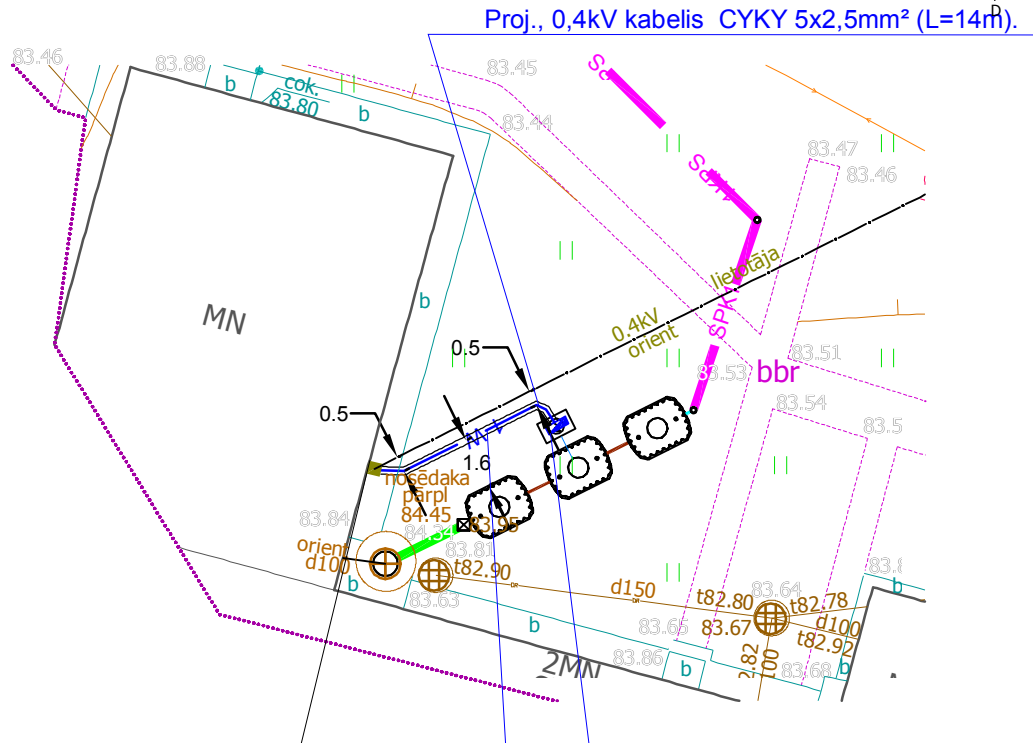 D
Proj., 0,4kV kabelis CYKY 5x2,5mm² (L=14m).
83.46
83.88
b
cok.
83.80
b
83.45
83.44
83.47
83.46
SPK
b
MN
lietotāja
0.4kV
orient
SPK
0.5
83.53
bbr
83.51
83.54
0.5
W1
1.6
nosēdaka
pārpl
84.45
83.95
83.84
84.34
orient
d100
83.81
t82.90
83.63
b
d150
t82.80
83.64
t82.78
83.67
d100
t82.92
b
b
83.65
83.86
b
83.68
b
2MN